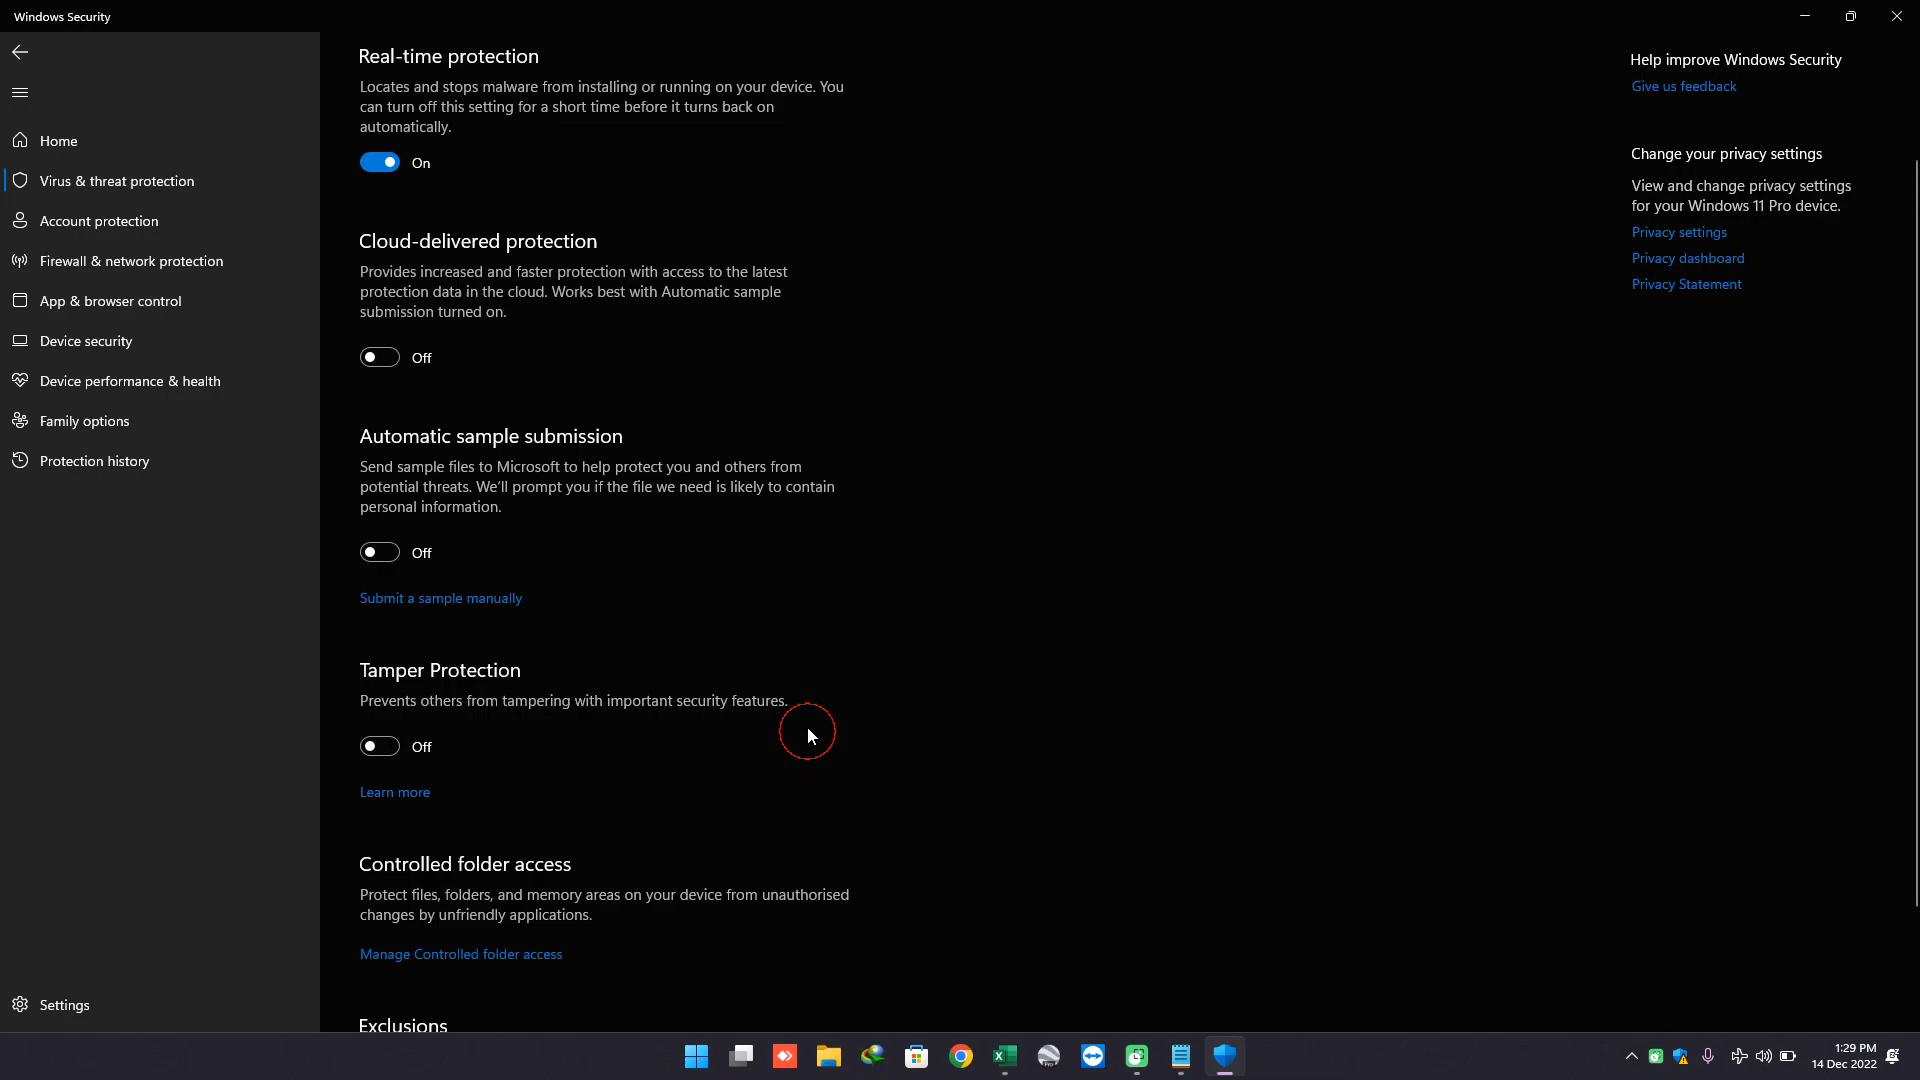 Windows Security
Home
Virus & threat protection
Account protection
Firewall & network protection
App & browser control
Device security
Device performance & health
Family options
Protection history
Settings
Real-time protection
Locates and stops malware from installing or running on your device. You
can turn off this setting for a short time before it turns back on
automatically.
On
Cloud-delivered protection
Provides increased and faster protection with access to the latest
protection data in the cloud. Works best with Automatic sample
submission turned on.
Off
Automatic sample submission
Send sample files to Microsoft to help protect you and others from
potential threats. We'll prompt you if the file we need is likely to contain
personal information.
Off
Submit a sample manually
Tamper Protection
Prevents others from tampering with important security features.
Off
Learn more
Controlled folder access
Protect files, folders, and memory areas on your device from unauthorised
changes by unfriendly applications.
Manage Controlled folder access
Exclusions
Help improve Windows Security
Give us feedback
Change your privacy settings
View and change privacy settings
for your Windows 11 Pro device.
Privacy settings
Privacy dashboard
Privacy Statement
1:29 PM
14 Dec 2022